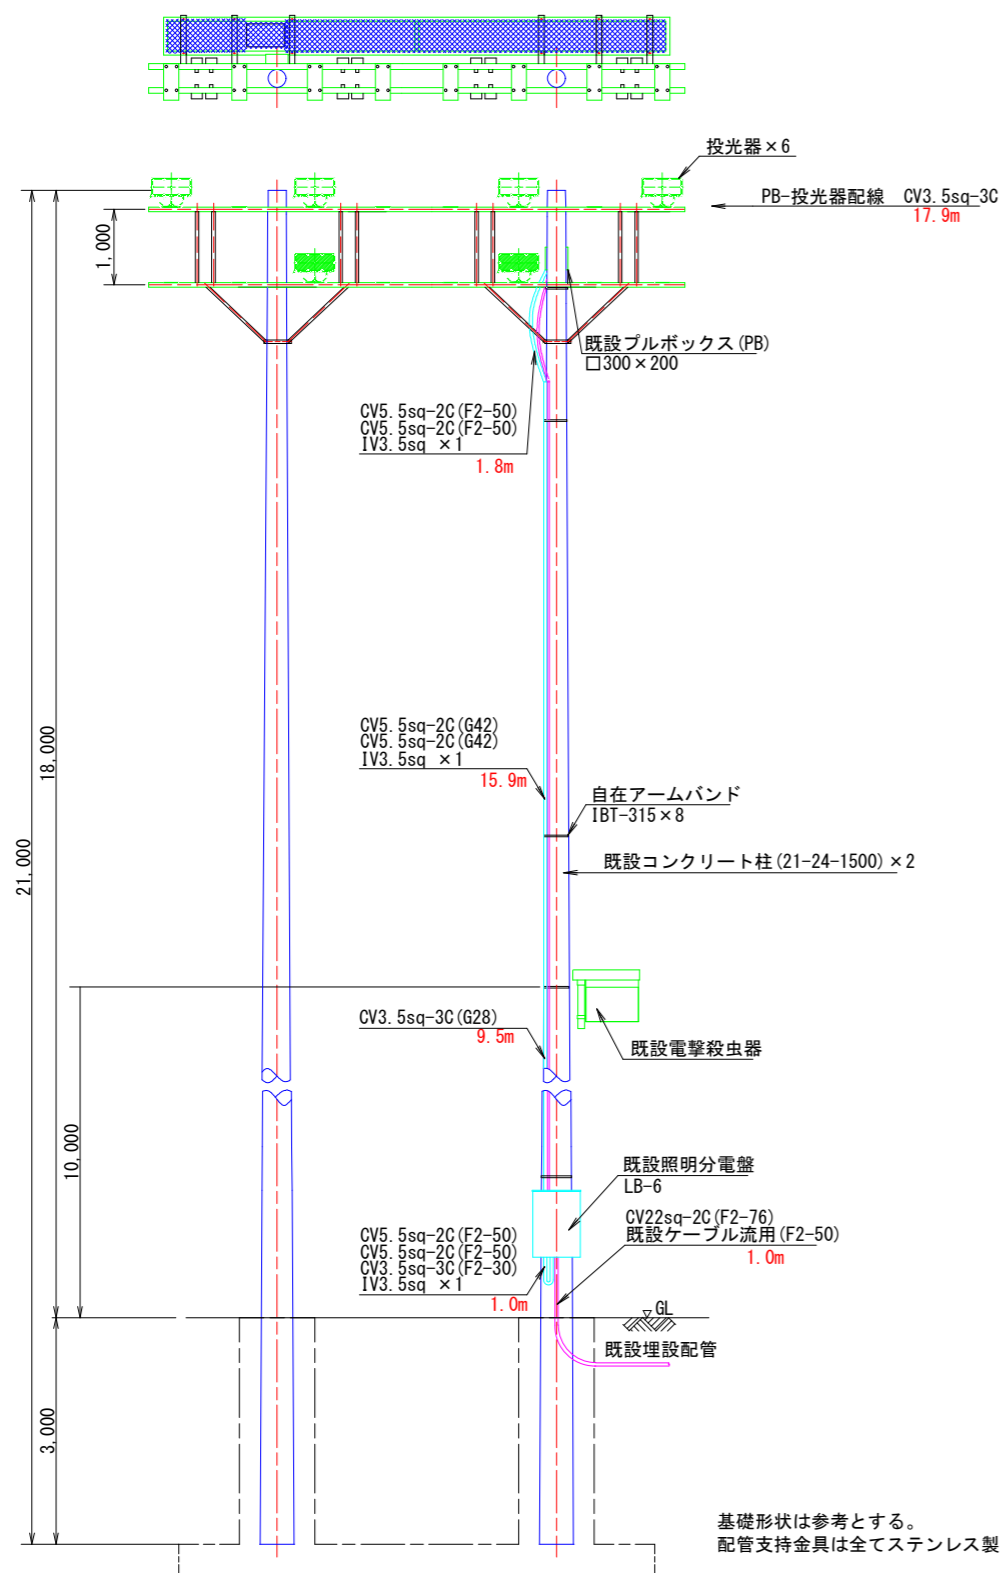 投光器×6
PB-投光器配線 CV3.5sq-3C
17.9m
1,000
既設プルボックス(PB)
□300×200
CV5.5sq-2C(F2-50)
CV5.5sq-2C(F2-50)
IV3.5sq ×1
1.8m
18,000
21,000
CV5.5sq-2C(G42)
CV5.5sq-2C(G42)
IV3.5sq ×1
15.9m
自在アームバンド
IBT-315×8
既設コンクリート柱(21-24-1500)×2
CV3.5sq-3C(G28)
9.5m
既設電撃殺虫器
10,000
既設照明分電盤
LB-6
CV22sq-2C(F2-76)
既設ケーブル流用(F2-50)
1.0m
CV5.5sq-2C(F2-50)
CV5.5sq-2C(F2-50)
CV3.5sq-3C(F2-30)
IV3.5sq ×1
1.0m
GL
既設埋設配管
3,000
基礎形状は参考とする。
配管支持金具は全てステンレス製